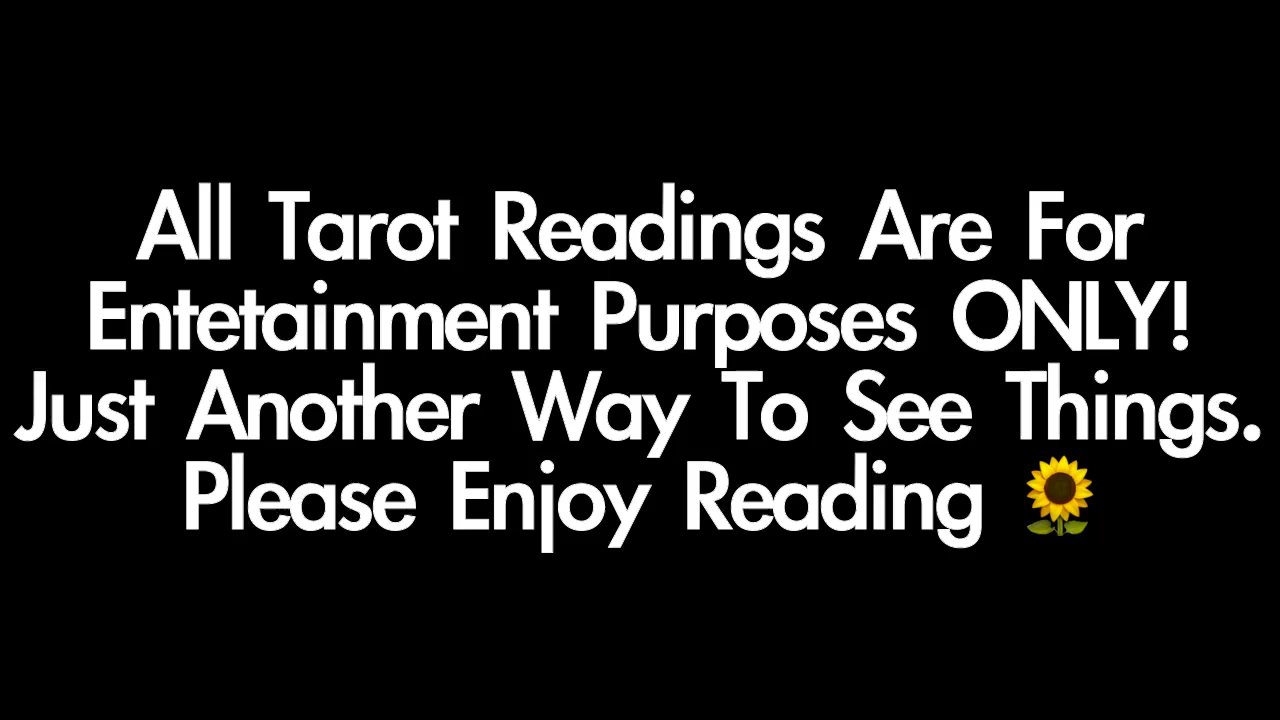 All Tarot Readings Are For
Entetainment Purposes ONLY!
Just Another Way To See Things.
Please Enjoy Reading 🌻